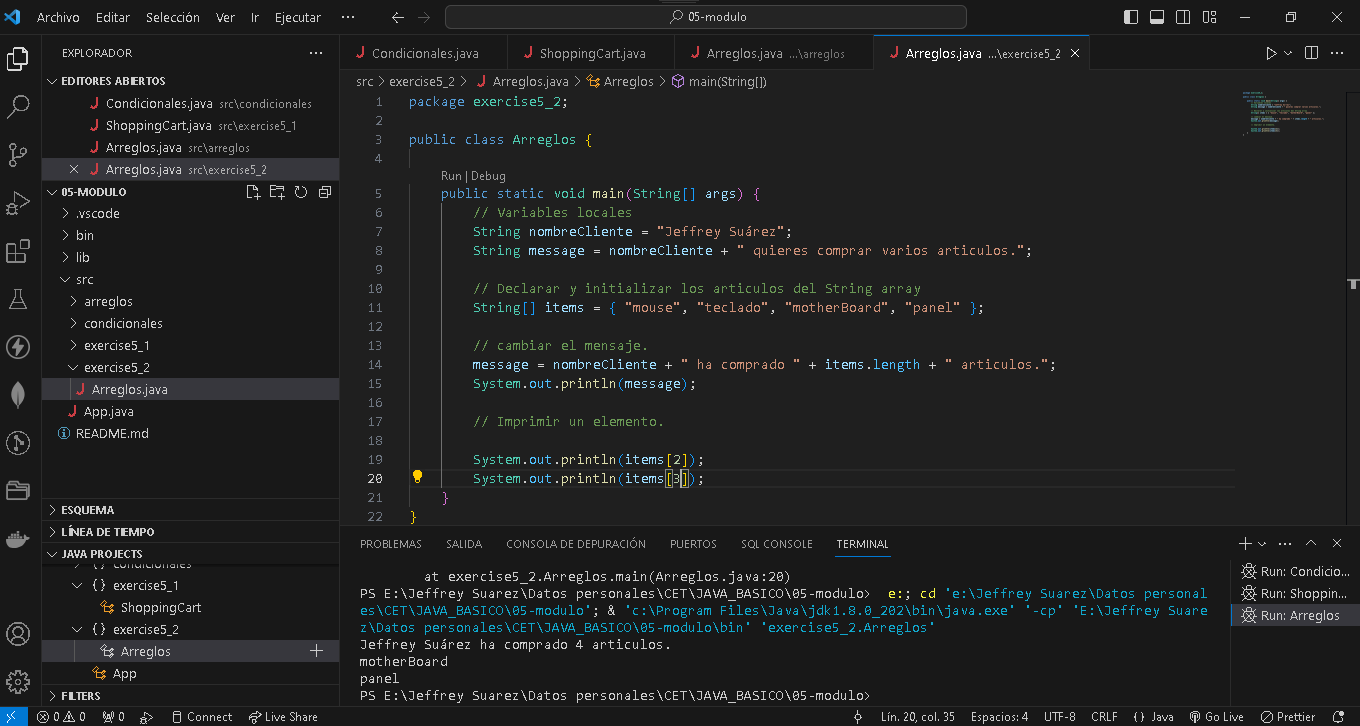 Archivo Editar Selección Ver Ir Ejecutar ··· 05-modulo
EXPLORADOR ···
EDITORES ABIERTOS
Condicionales.java src\condicionales
ShoppingCart.java src\exercise5_1
Arreglos.java src\arreglos
Arreglos.java src\exercise5_2
05-MODULO
.vscode
bin
lib
src
arreglos
condicionales
exercise5_1
exercise5_2
Arreglos.java
App.java
README.md
ESQUEMA
LÍNEA DE TIEMPO
JAVA PROJECTS
{} condicionales
{} exercise5_1
ShoppingCart
{} exercise5_2
Arreglos
App
FILTERS
Condicionales.java ShoppingCart.java Arreglos.java ...\arreglos Arreglos.java ...\exercise5_2
src > exercise5_2 > Arreglos.java > Arreglos > main(String[])
1 package exercise5_2;
2
3 public class Arreglos {
4
Run | Debug
5 public static void main(String[] args) {
6 // Variables locales
7 String nombreCliente = "Jeffrey Suárez";
8 String message = nombreCliente + " quieres comprar varios articulos.";
9
10 // Declarar y initializar los articulos del String array
11 String[] items = { "mouse", "teclado", "motherBoard", "panel" };
12
13 // cambiar el mensaje.
14 message = nombreCliente + " ha comprado " + items.length + " articulos.";
15 System.out.println(message);
16
17 // Imprimir un elemento.
18
19 System.out.println(items[2]);
20 System.out.println(items[3]);
21 }
22 }
PROBLEMAS SALIDA CONSOLA DE DEPURACIÓN PUERTOS SQL CONSOLE TERMINAL
at exercise5_2.Arreglos.main(Arreglos.java:20)
PS E:\Jeffrey Suarez\Datos personales\CET\JAVA_BASICO\05-modulo> e:; cd 'e:\Jeffrey Suarez\Datos personal
es\CET\JAVA_BASICO\05-modulo'; & 'c:\Program Files\Java\jdk1.8.0_202\bin\java.exe' '-cp' 'E:\Jeffrey Suare
z\Datos personales\CET\JAVA_BASICO\05-modulo\bin' 'exercise5_2.Arreglos'
Jeffrey Suárez ha comprado 4 articulos.
motherBoard
panel
PS E:\Jeffrey Suarez\Datos personales\CET\JAVA_BASICO\05-modulo>
Run: Condicio...
Run: Shoppin...
Run: Arreglos
0 0 0 Connect Live Share Lín. 20, col. 35 Espacios: 4 UTF-8 CRLF {} Java Go Live Prettier